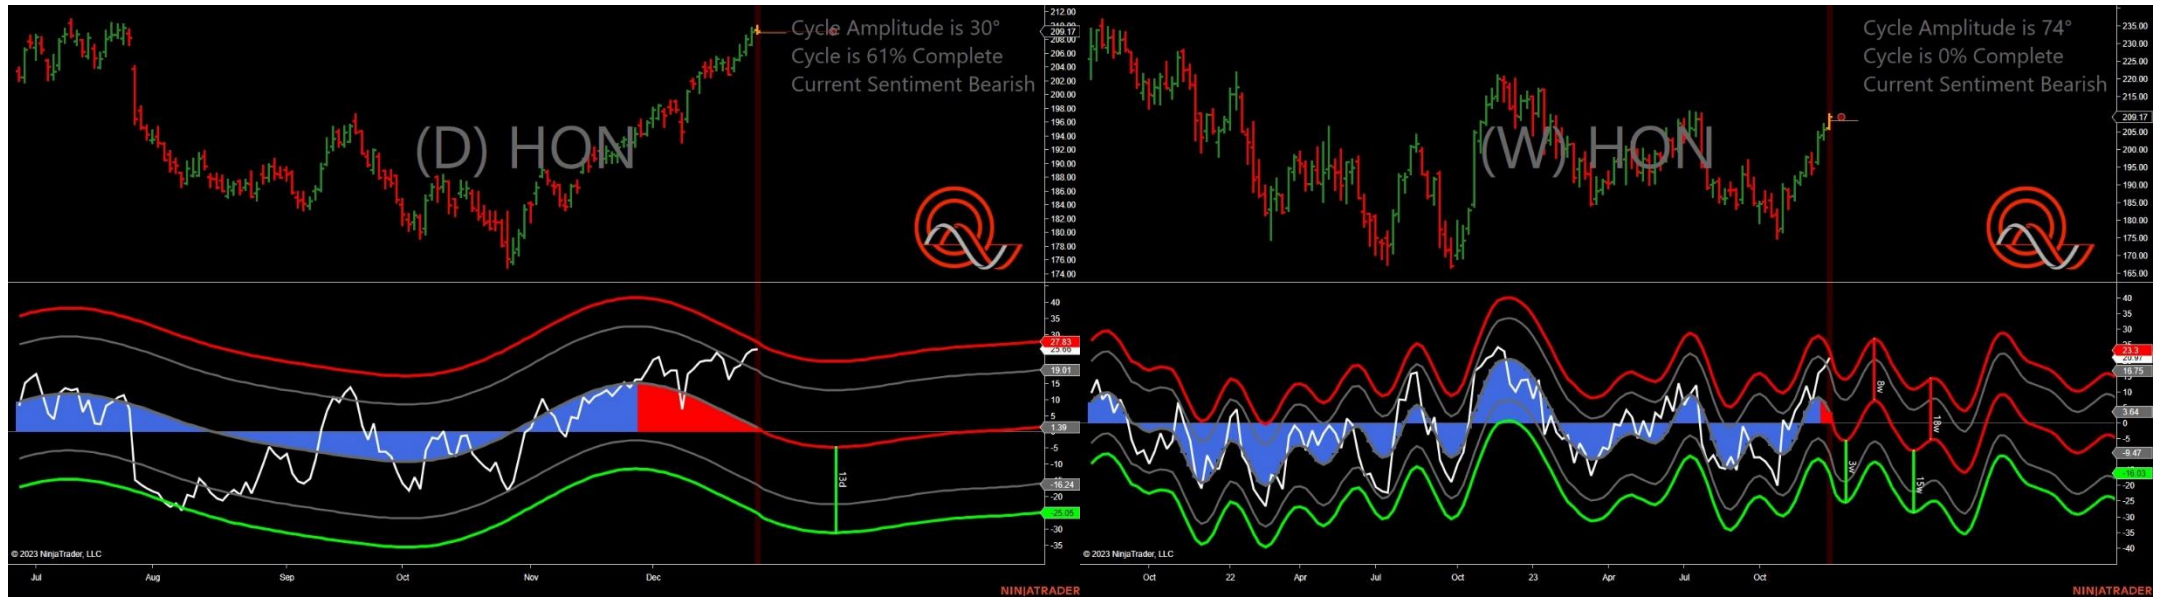 Cycle Amplitude is 30°
Cycle is 61% Complete
Current Sentiment Bearish
(D) HON
212.00
210.00
209.17
208.00
206.00
204.00
202.00
200.00
198.00
196.00
194.00
192.00
190.00
188.00
186.00
184.00
182.00
180.00
178.00
176.00
174.00
40
35
30
27.83
25.66
19.01
15
10
5
1.39
-5
-10
-16.24
-20
-25.05
-30
-35
13d
© 2023 NinjaTrader, LLC
Jul
Aug
Sep
Oct
Nov
Dec
NINJATRADER
Cycle Amplitude is 74°
Cycle is 0% Complete
Current Sentiment Bearish
(W) HON
235.00
230.00
225.00
220.00
215.00
209.17
205.00
200.00
195.00
190.00
185.00
180.00
175.00
170.00
165.00
40
35
30
23.3
20.97
16.75
10
3.64
0
-5
-9.47
-16.03
-20
-25
-30
-35
-40
8w
18w
3w
15w
© 2023 NinjaTrader, LLC
Oct
22
Apr
Jul
Oct
23
Apr
Jul
Oct
NINJATRADER